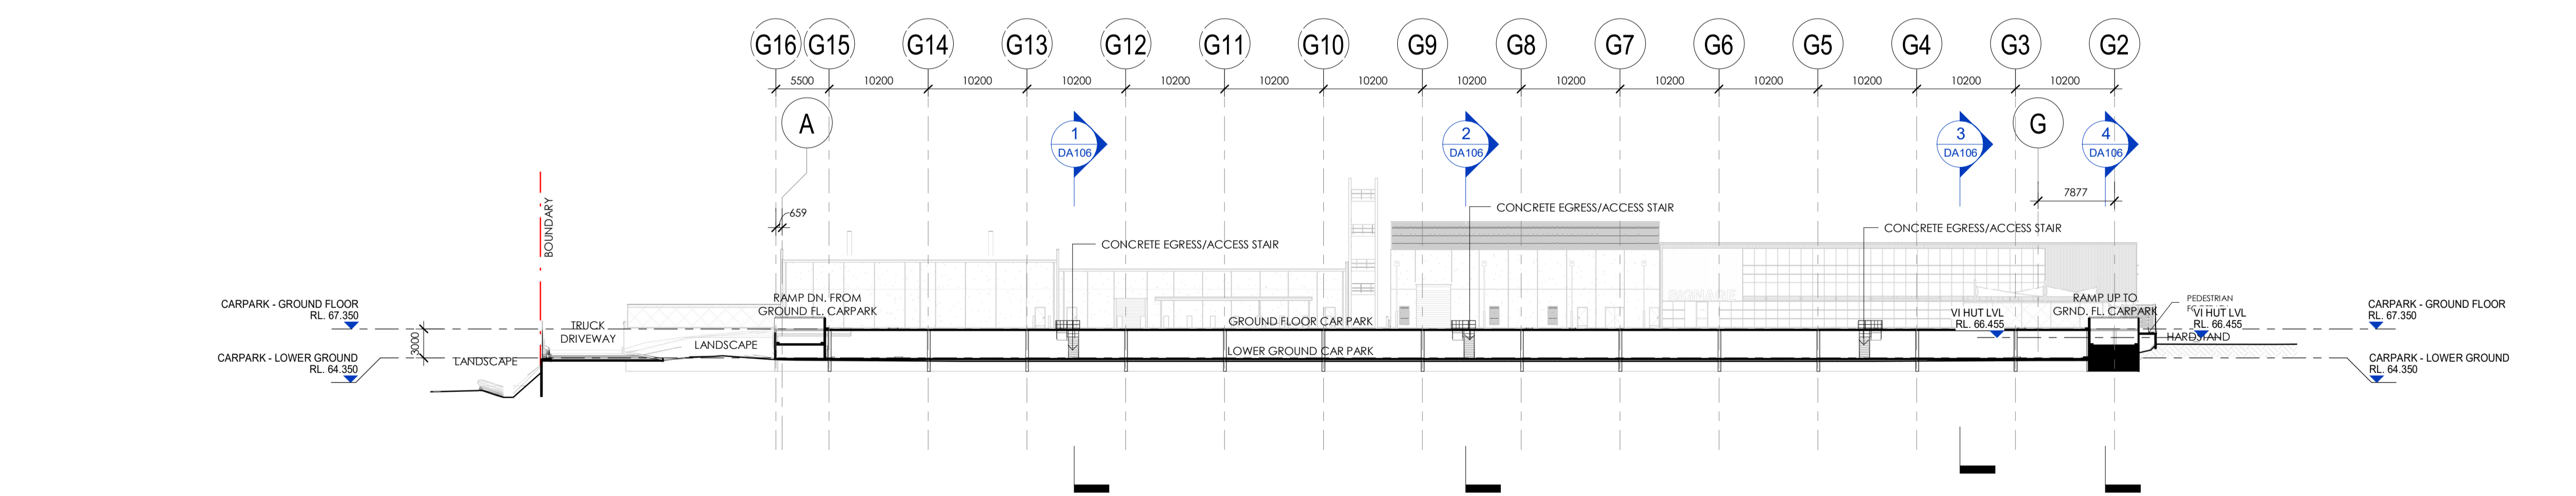 G16 G15 G14 G13 G12 G11 G10 G9 G8 G7 G6 G5 G4 G3 G2
5500 10200 10200 10200 10200 10200 10200 10200 10200 10200 10200 10200 10200 10200
A
1
DA106
2
DA106
3
DA106
G
4
DA106
7877
659
BOUNDARY
CONCRETE EGRESS/ACCESS STAIR
CONCRETE EGRESS/ACCESS STAIR
CONCRETE EGRESS/ACCESS STAIR
SIGNAGE
CARPARK - GROUND FLOOR
RL. 67.350
3000
CARPARK - LOWER GROUND
RL. 64.350
LANDSCAPE
TRUCK
DRIVEWAY
LANDSCAPE
RAMP DN. FROM
GROUND FL. CARPARK
GROUND FLOOR CAR PARK
LOWER GROUND CAR PARK
VI HUT LVL
RL. 66.455
RAMP UP TO
GRND. FL. CARPARK
PEDESTRIAN
VI HUT LVL
RL. 66.455
HARDSTAND
CARPARK - GROUND FLOOR
RL. 67.350
CARPARK - LOWER GROUND
RL. 64.350